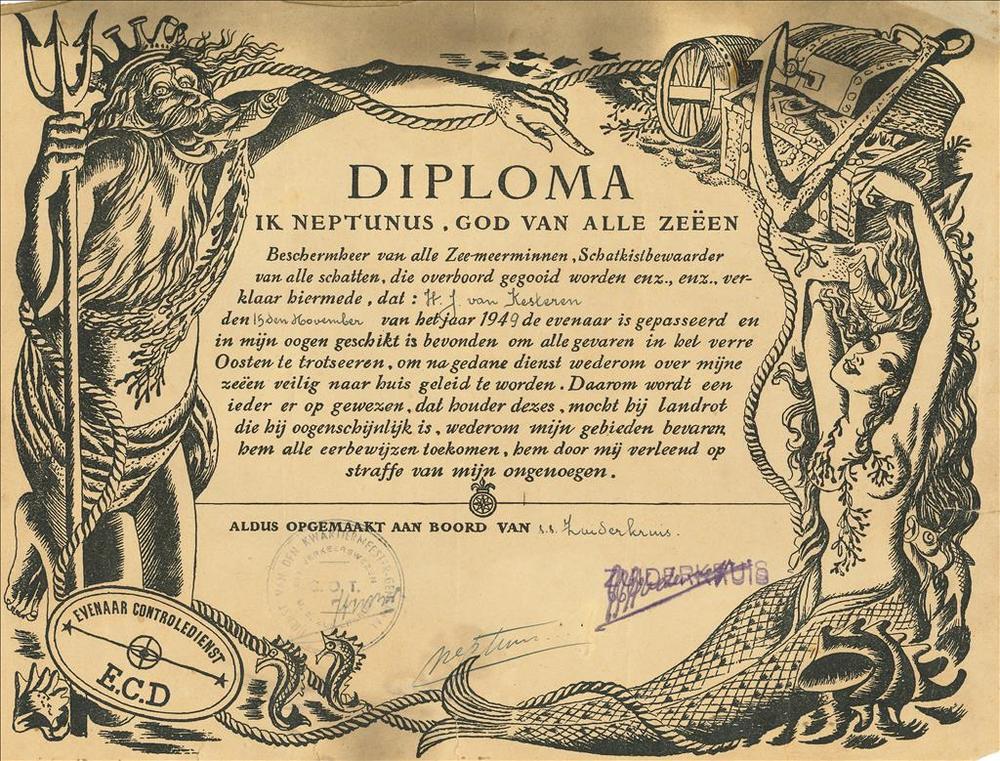 DIPLOMA
IK NEPTUNUS, GOD VAN ALLE ZEEËN
Beschermheer van alle Zee-meerminnen, Schatkistbewaarder
van alle schatten, die overboord gegooid worden enz., enz., ver-
klaar hiermede, dat: H. J. van Kesteren
den 15den November van het jaar 1949 de evenaar is gepasseerd en
in mijn oogen geschikt is bevonden om alle gevaren in het verre
Oosten te trotseeren, om na gedane dienst wederom over mijne
zeeën veilig naar huis geleid te worden. Daarom wordt een
ieder er op gewezen, dat houder dezes, mocht hij landrot
die hij oogenschijnlijk is, wederom mijn gebieden bevaren,
hem alle eerbewijzen toekomen, hem door mij verleend op
straffe van mijn ongenoegen.
ALDUS OPGEMAAKT AAN BOORD VAN s.s. Zuiderkruis.
VAN DEN KWARTIERMEESTER
ZUIDERKRUIS
neptunus
EVENAAR CONTROLEDIENST
E.C.D